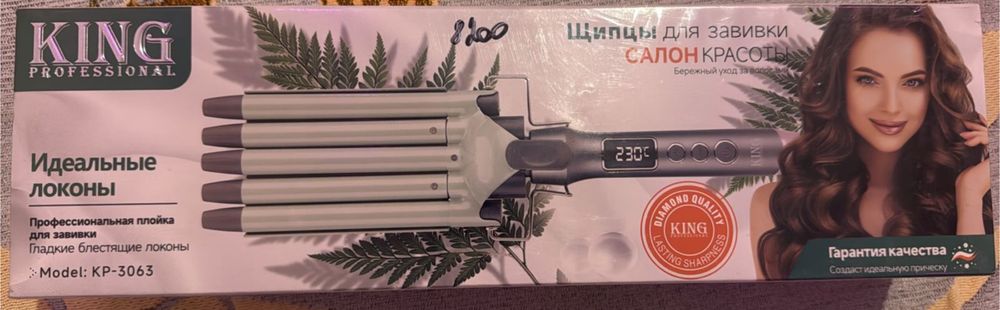 KING
PROFESSIONAL
8200
Щипцы для завивки
САЛОН КРАСОТЫ
Бережный уход за
Идеальные
локоны
Профессиональная плойка
для завивки
Гладкие блестящие локоны
Model: KP-3063
230°C
KING
DIAMOND QUALITY
KING
PROFESSIONAL
LASTING SHARPNESS
Гарантия качества
Создаст идеальную прическу